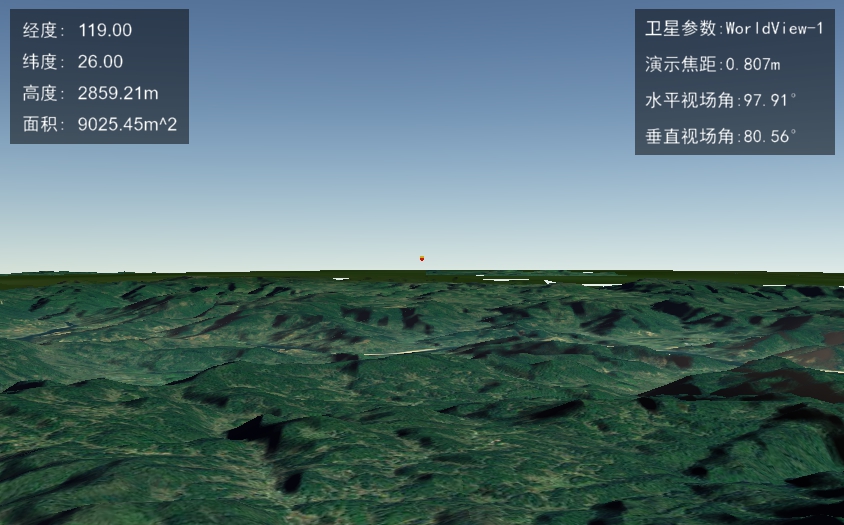 经度: 119.00
纬度: 26.00
高度: 2859.21m
面积: 9025.45m^2
卫星参数:WorldView-1
演示焦距:0.807m
水平视场角:97.91°
垂直视场角:80.56°